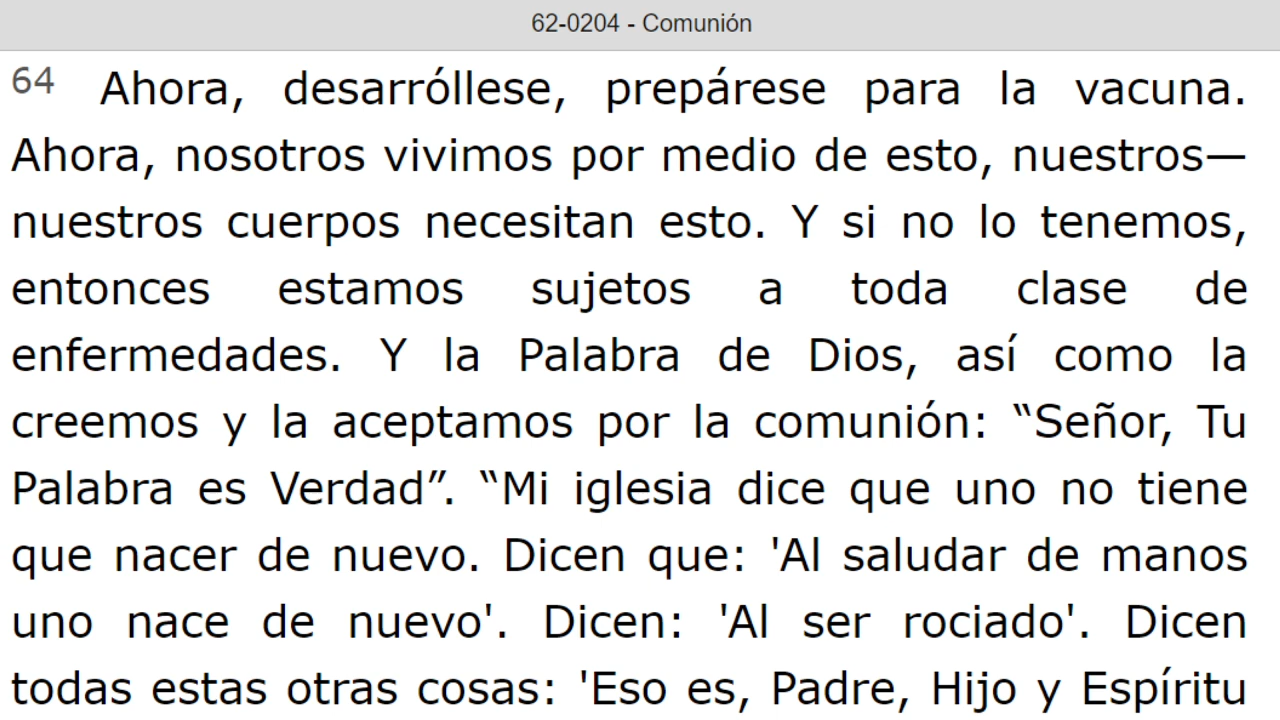 62-0204 - Comunión
64 Ahora, desarróllese, prepárese para la vacuna.
Ahora, nosotros vivimos por medio de esto, nuestros—
nuestros cuerpos necesitan esto. Y si no lo tenemos,
entonces estamos sujetos a toda clase de
enfermedades. Y la Palabra de Dios, así como la
creemos y la aceptamos por la comunión: “Señor, Tu
Palabra es Verdad”. “Mi iglesia dice que uno no tiene
que nacer de nuevo. Dicen que: 'Al saludar de manos
uno nace de nuevo'. Dicen: 'Al ser rociado'. Dicen
todas estas otras cosas: 'Eso es, Padre, Hijo y Espíritu